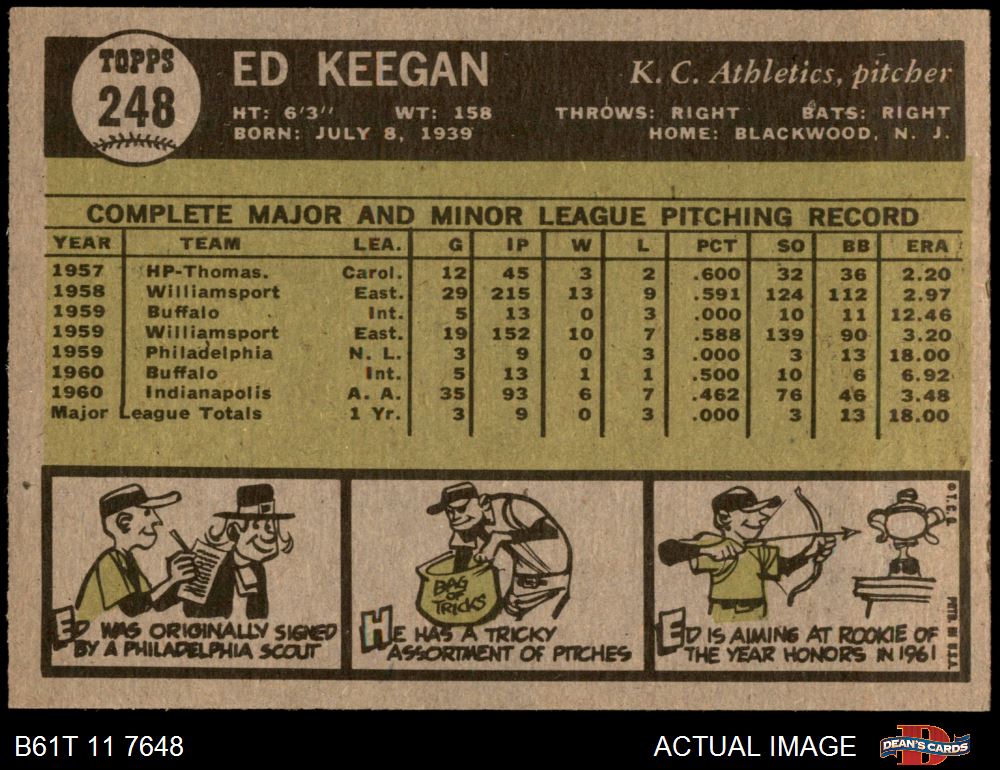 TOPPS
248
ED KEEGAN
K. C. Athletics, pitcher
HT: 6'3" WT: 158 THROWS: RIGHT BATS: RIGHT
BORN: JULY 8, 1939 HOME: BLACKWOOD, N. J.
COMPLETE MAJOR AND MINOR LEAGUE PITCHING RECORD
YEAR TEAM LEA. G IP W L PCT SO BB ERA
1957 HP-Thomas. Carol. 12 45 3 2 .600 32 36 2.20
1958 Williamsport East. 29 215 13 9 .591 124 112 2.97
1959 Buffalo Int. 5 13 0 3 .000 10 11 12.46
1959 Williamsport East. 19 152 10 7 .588 139 90 3.20
1959 Philadelphia N. L. 3 9 0 3 .000 3 13 18.00
1960 Buffalo Int. 5 13 1 1 .500 10 6 6.92
1960 Indianapolis A. A. 35 93 6 7 .462 76 46 3.48
Major League Totals 1 Yr. 3 9 0 3 .000 3 13 18.00
ED WAS ORIGINALLY SIGNED
BY A PHILADELPHIA SCOUT
BAG
OF
TRICKS
HE HAS A TRICKY
ASSORTMENT OF PITCHES
ED IS AIMING AT ROOKIE OF
THE YEAR HONORS IN 1961
© T. C. G.
PRTD. IN U.S.A.
B61T 11 7648
ACTUAL IMAGE
D
DEAN'S CARDS